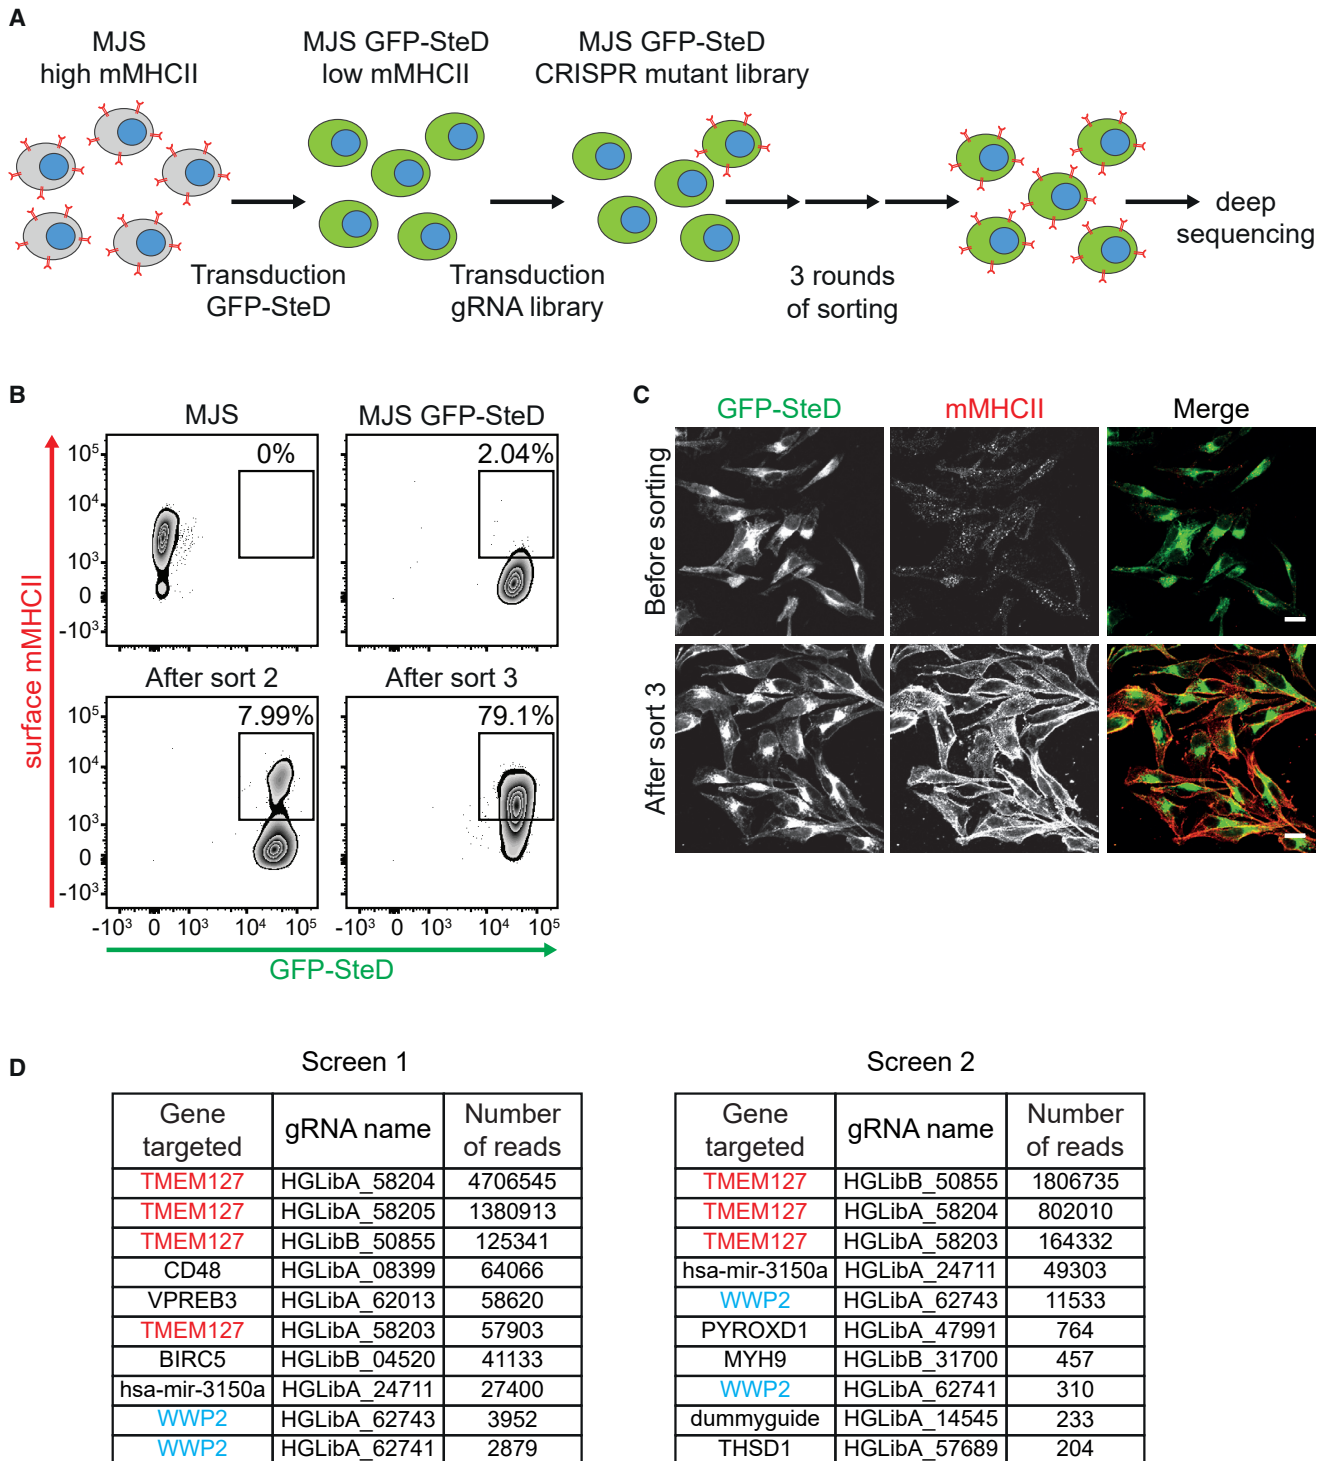 A
MJS
high mMHCII
MJS GFP-SteD
low mMHCII
MJS GFP-SteD
CRISPR mutant library
Transduction
GFP-SteD
Transduction
gRNA library
3 rounds
of sorting
deep
sequencing
B
MJS
MJS GFP-SteD
0%
2.04%
10⁵
10⁴
10³
0
-10³
After sort 2
After sort 3
7.99%
79.1%
10⁵
10⁴
10³
0
-10³
-10³ 0 10³ 10⁴ 10⁵
-10³ 0 10³ 10⁴ 10⁵
surface mMHCII
GFP-SteD
C
GFP-SteD mMHCII Merge
Before sorting
After sort 3
D
Screen 1
Gene targeted gRNA name Number of reads
TMEM127 HGLibA_58204 4706545
TMEM127 HGLibA_58205 1380913
TMEM127 HGLibB_50855 125341
CD48 HGLibA_08399 64066
VPREB3 HGLibA_62013 58620
TMEM127 HGLibA_58203 57903
BIRC5 HGLibB_04520 41133
hsa-mir-3150a HGLibA_24711 27400
WWP2 HGLibA_62743 3952
WWP2 HGLibA_62741 2879
Screen 2
Gene targeted gRNA name Number of reads
TMEM127 HGLibB_50855 1806735
TMEM127 HGLibA_58204 802010
TMEM127 HGLibA_58203 164332
hsa-mir-3150a HGLibA_24711 49303
WWP2 HGLibA_62743 11533
PYROXD1 HGLibA_47991 764
MYH9 HGLibB_31700 457
WWP2 HGLibA_62741 310
dummyguide HGLibA_14545 233
THSD1 HGLibA_57689 204